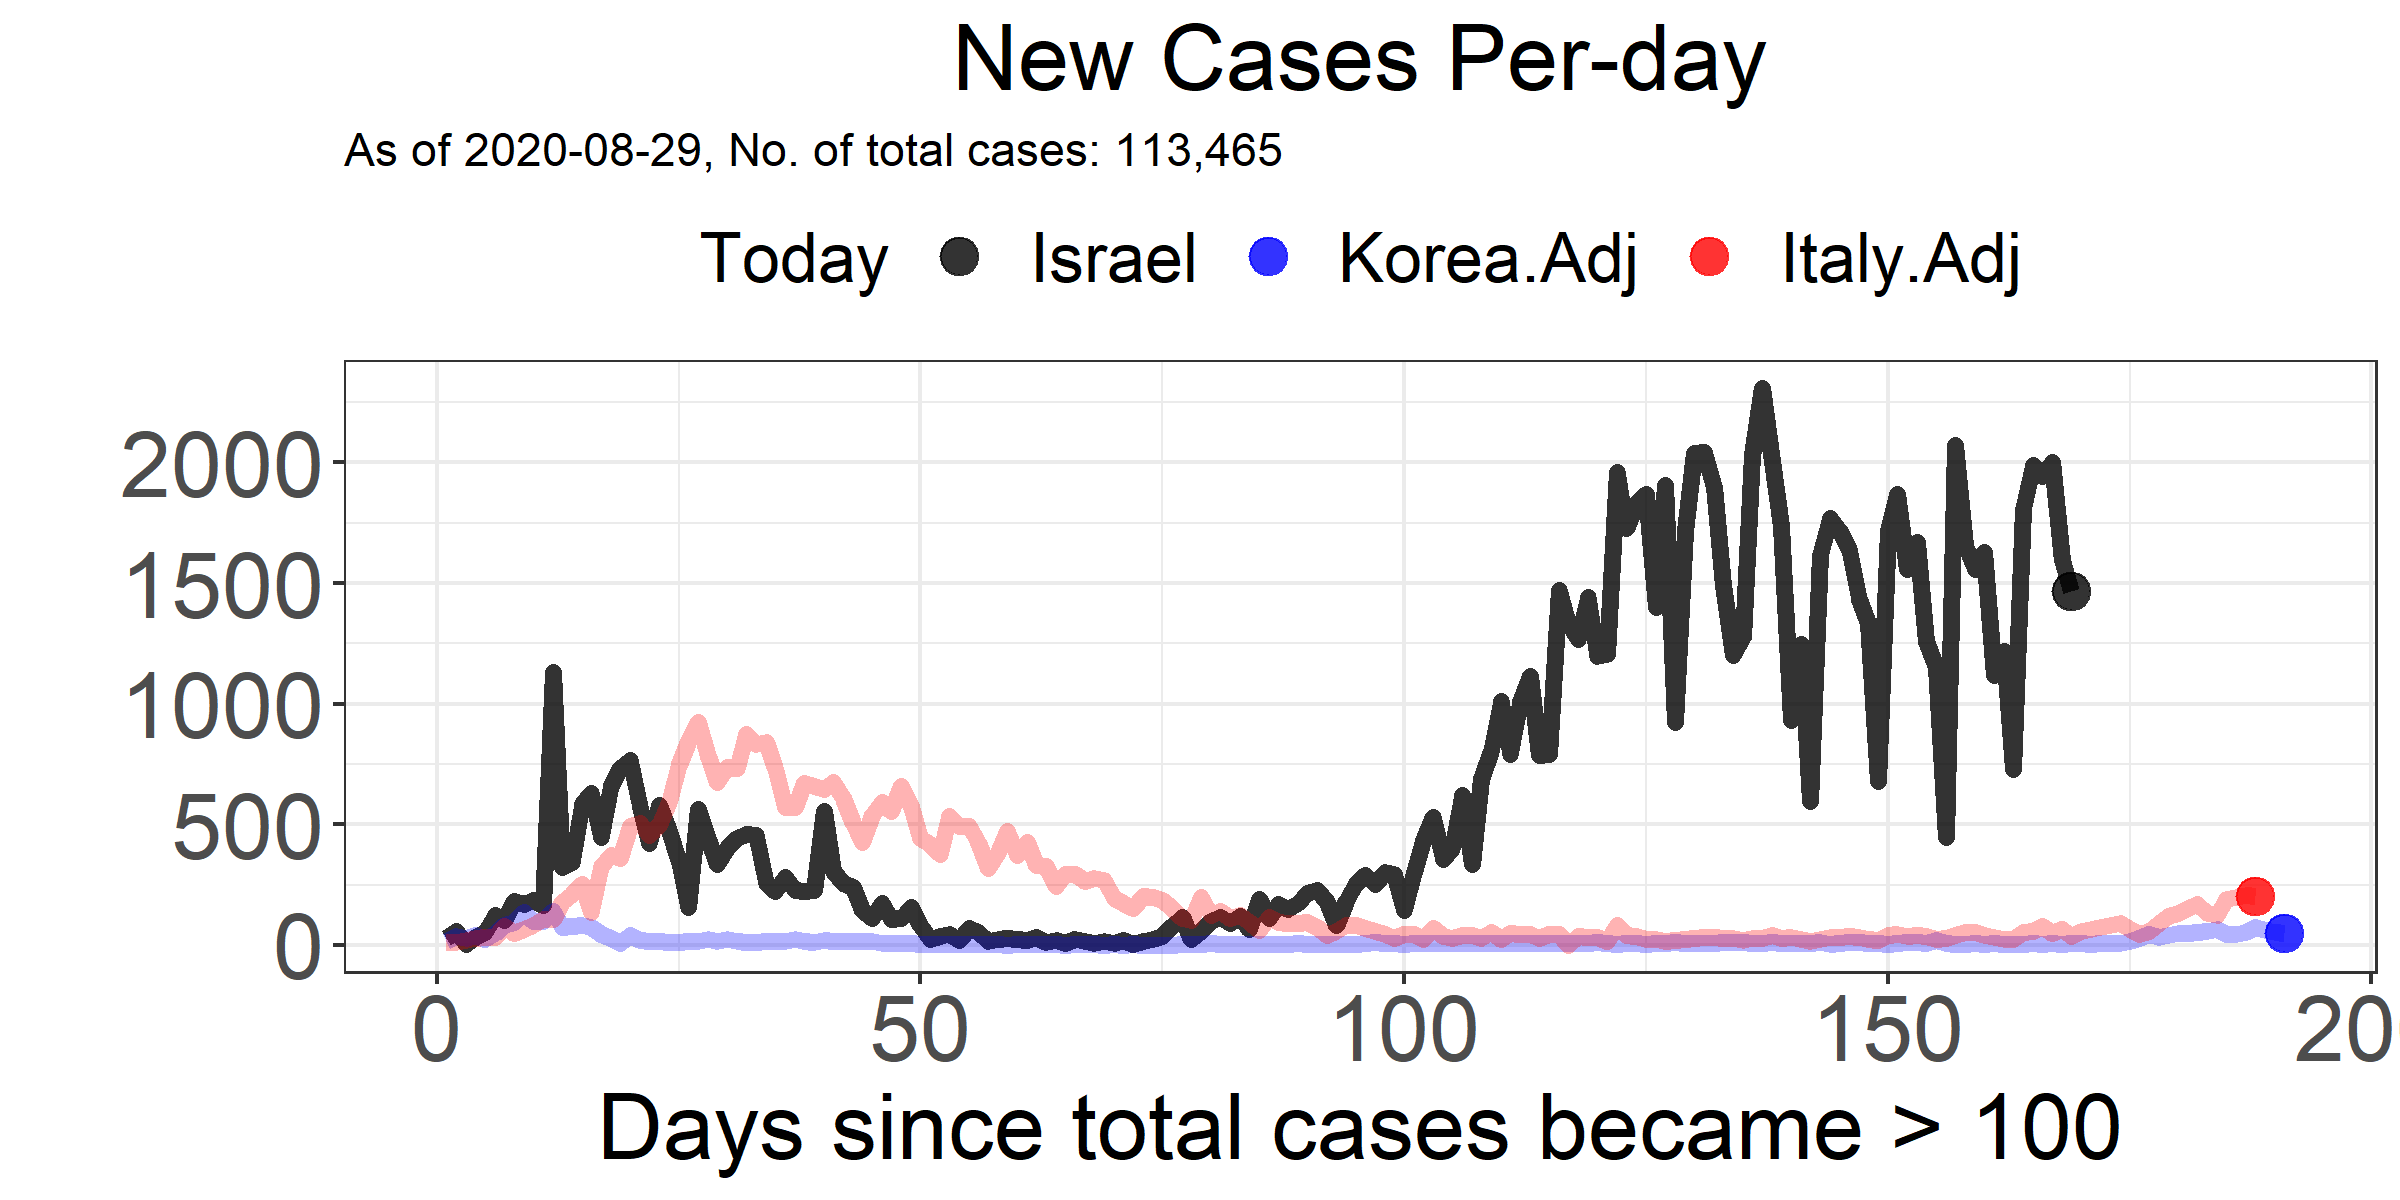 New Cases Per-day
As of 2020-08-29, No. of total cases: 113,465
Today Israel Korea.Adj Italy.Adj
2000
1500
1000
500
0
0 50 100 150 20
Days since total cases became > 100